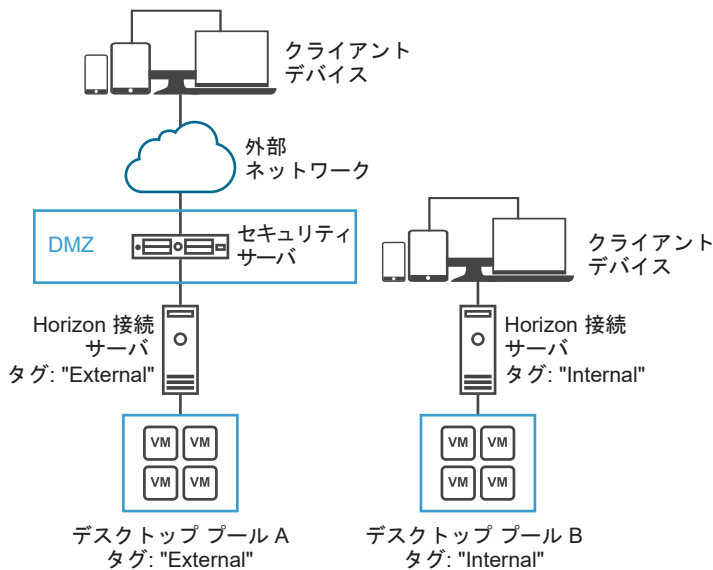 クライアント
デバイス
外部
ネットワーク
DMZ
セキュリティ
サーバ
クライアント
デバイス
Horizon 接続
サーバ
タグ: "External"
Horizon 接続
サーバ
タグ: "Internal"
VM VM
VM VM
VM VM
VM VM
デスクトップ プール A
タグ: "External"
デスクトップ プール B
タグ: "Internal"